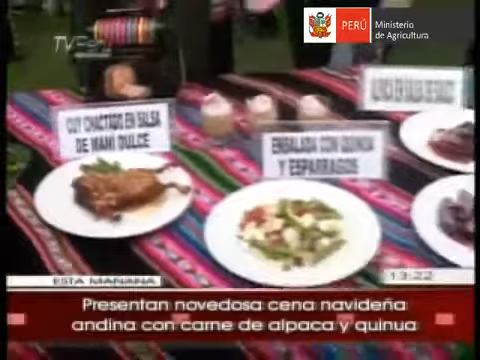 TVPerú
PERÚ
Ministerio
de Agricultura
CUY CHACTADO EN SALSA
DE MANI DULCE
ENSALADA CON QUINUA
Y ESPARRAGOS
ESTA MAÑANA
13:22
Presentan novedosa cena navideña
andina con carne de alpaca y quinua